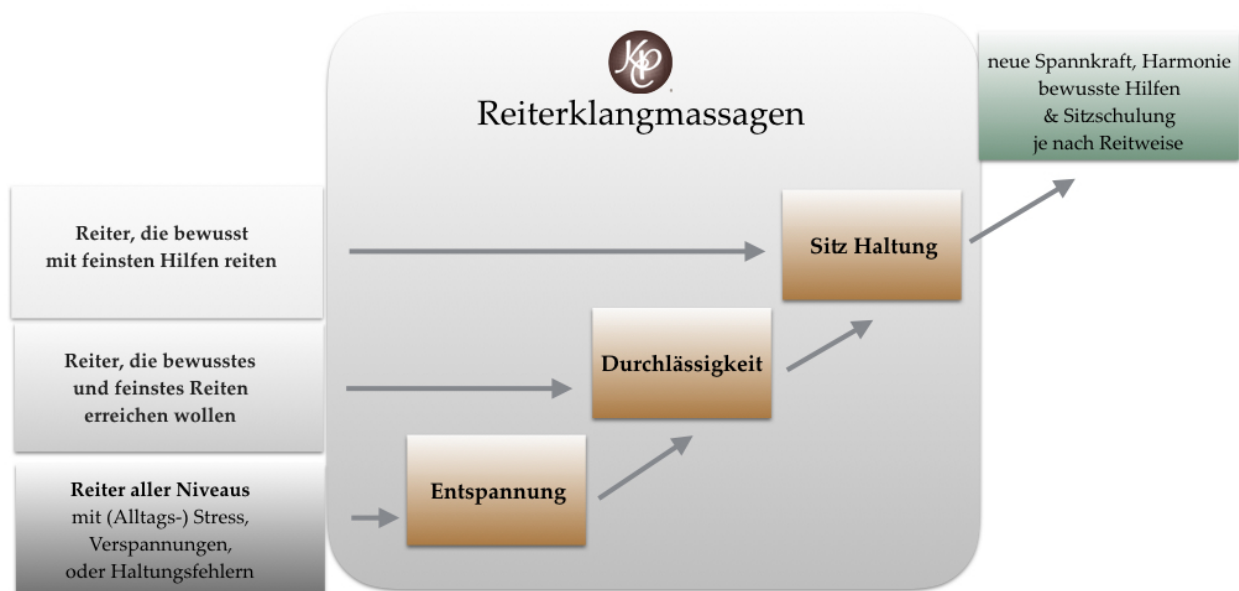 KPC
Reiterklangmassagen
neue Spannkraft, Harmonie
bewusste Hilfen
& Sitzschulung
je nach Reitweise
Reiter, die bewusst
mit feinsten Hilfen reiten
Sitz Haltung
Reiter, die bewusstes
und feinstes Reiten
erreichen wollen
Durchlässigkeit
Reiter aller Niveaus
mit (Alltags-) Stress,
Verspannungen,
oder Haltungsfehlern
Entspannung